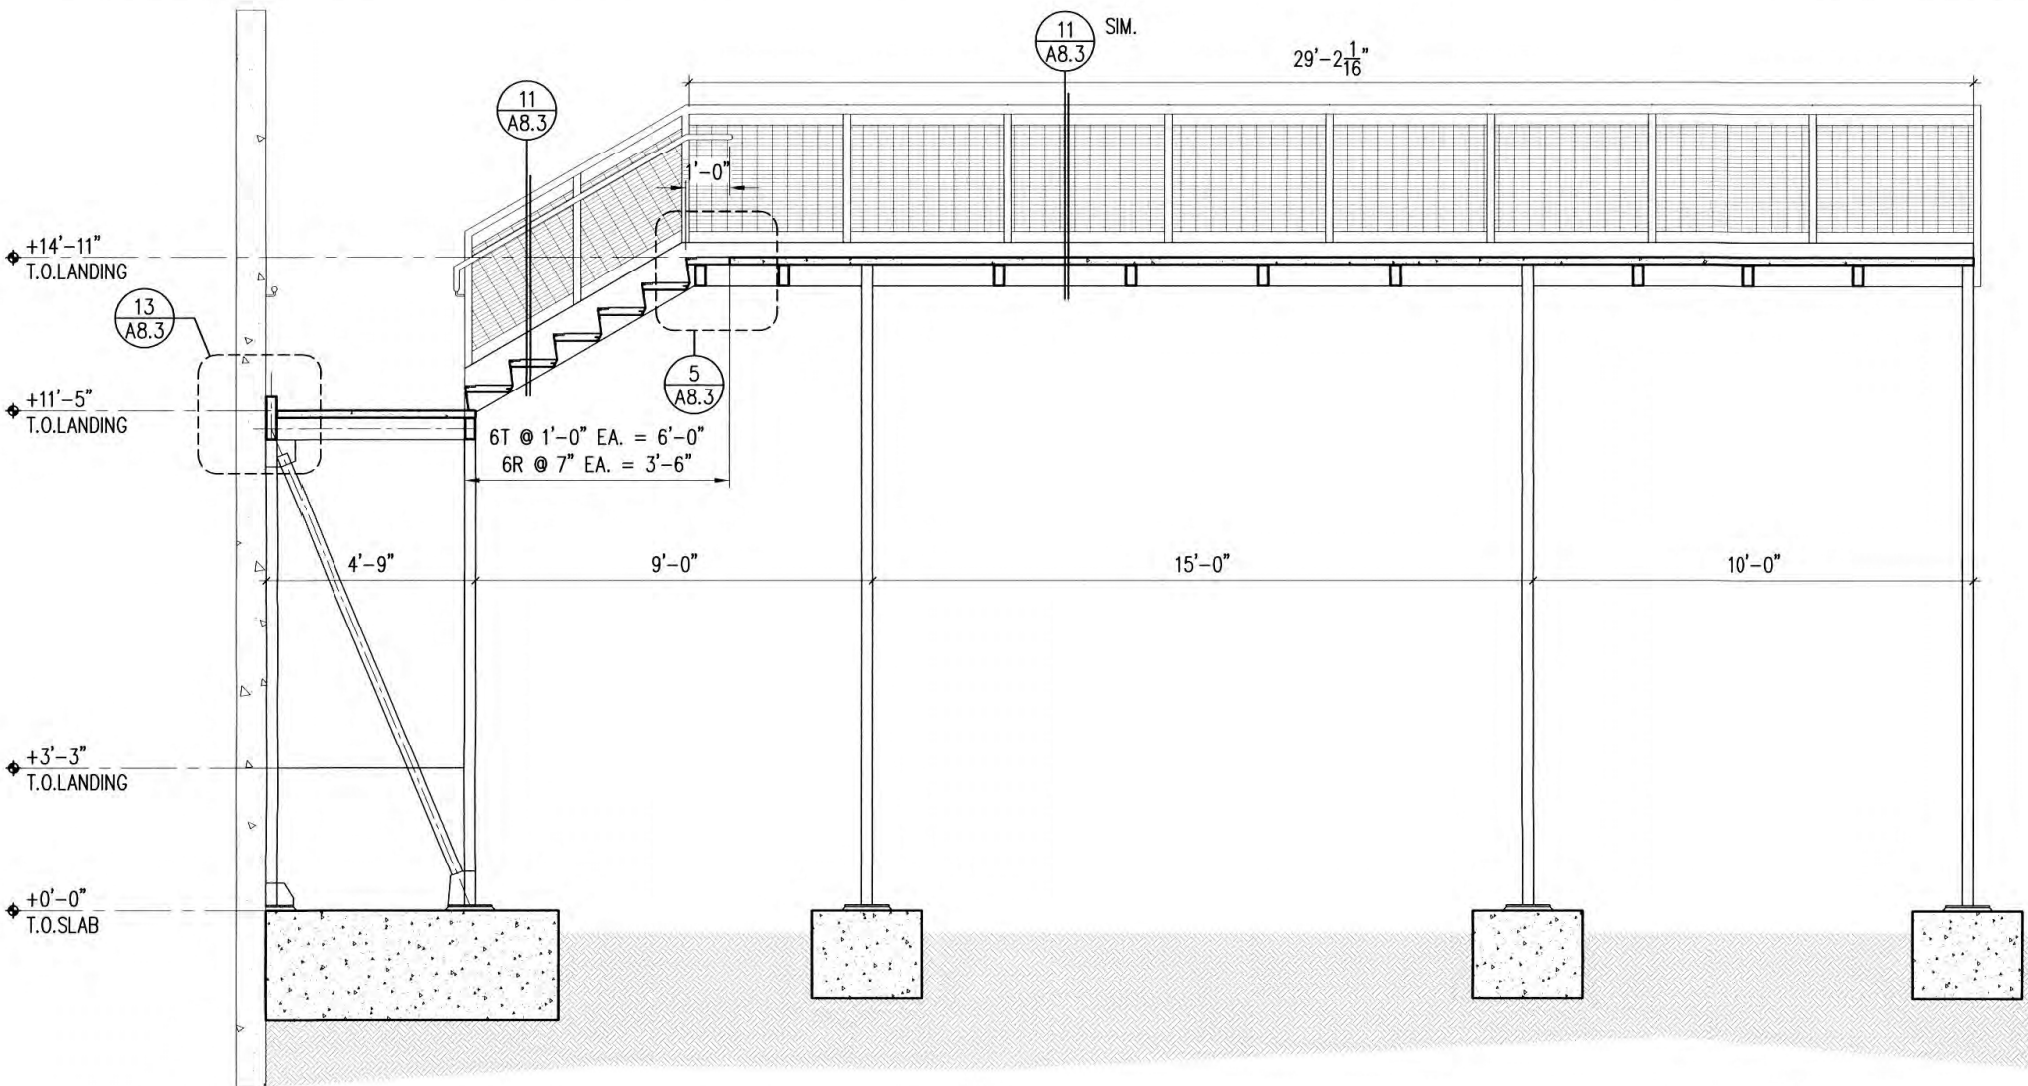 11
A8.3
SIM.
29'-2 1/16"
11
A8.3
1'-0"
+14'-11"
T.O.LANDING
13
A8.3
5
A8.3
+11'-5"
T.O.LANDING
6T @ 1'-0" EA. = 6'-0"
6R @ 7" EA. = 3'-6"
4'-9"
9'-0"
15'-0"
10'-0"
+3'-3"
T.O.LANDING
+0'-0"
T.O.SLAB